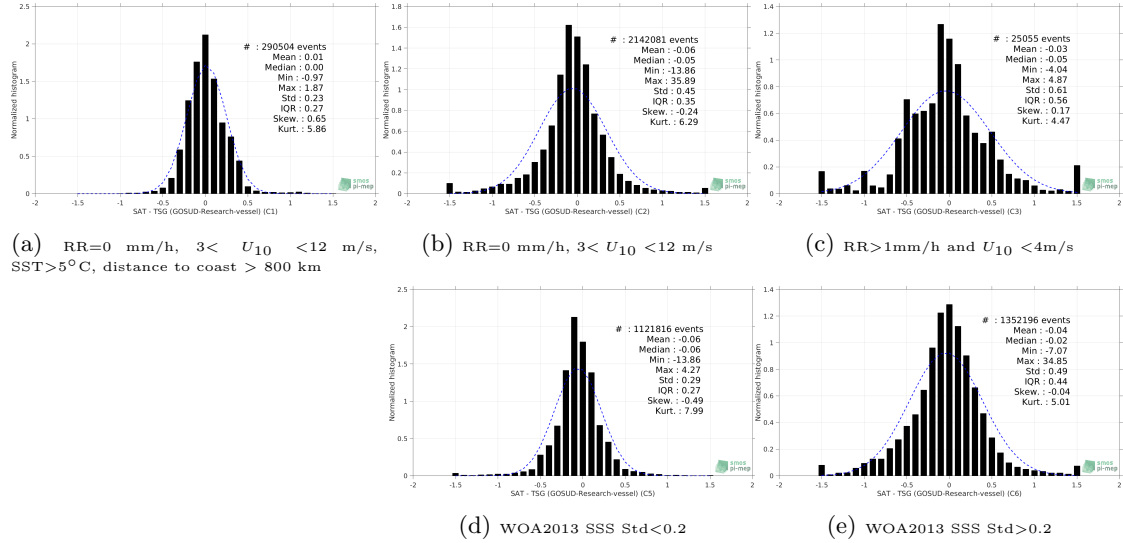 2.5
2
1.5
1
0.5
0
-2
-1.5
-1
-0.5
0
0.5
1
1.5
2
Normalized histogram
SAT - TSG (GOSUD-Research-vessel) (C1)
# : 290504 events
Mean : 0.01
Median : 0.00
Min : -0.97
Max : 1.87
Std : 0.23
IQR : 0.27
Skew. : 0.65
Kurt. : 5.86
smos
pi-mep
(a) RR=0 mm/h, 3< U10 <12 m/s,
SST>5°C, distance to coast > 800 km
1.8
1.6
1.4
1.2
1
0.8
0.6
0.4
0.2
0
-2
-1.5
-1
-0.5
0
0.5
1
1.5
2
Normalized histogram
SAT - TSG (GOSUD-Research-vessel) (C2)
# : 2142081 events
Mean : -0.06
Median : -0.05
Min : -13.86
Max : 35.89
Std : 0.45
IQR : 0.35
Skew. : -0.24
Kurt. : 6.29
smos
pi-mep
(b) RR=0 mm/h, 3< U10 <12 m/s
1.4
1.2
1
0.8
0.6
0.4
0.2
0
-2
-1.5
-1
-0.5
0
0.5
1
1.5
2
Normalized histogram
SAT - TSG (GOSUD-Research-vessel) (C3)
# : 25055 events
Mean : -0.03
Median : -0.05
Min : -4.04
Max : 4.87
Std : 0.61
IQR : 0.56
Skew. : 0.17
Kurt. : 4.47
smos
pi-mep
(c) RR>1mm/h and U10 <4m/s
2.5
2
1.5
1
0.5
0
-2
-1.5
-1
-0.5
0
0.5
1
1.5
2
Normalized histogram
SAT - TSG (GOSUD-Research-vessel) (C5)
# : 1121816 events
Mean : -0.06
Median : -0.06
Min : -13.86
Max : 4.27
Std : 0.29
IQR : 0.27
Skew. : -0.49
Kurt. : 7.99
smos
pi-mep
(d) WOA2013 SSS Std<0.2
1.4
1.2
1
0.8
0.6
0.4
0.2
0
-2
-1.5
-1
-0.5
0
0.5
1
1.5
2
Normalized histogram
SAT - TSG (GOSUD-Research-vessel) (C6)
# : 1352196 events
Mean : -0.04
Median : -0.02
Min : -7.07
Max : 34.85
Std : 0.49
IQR : 0.44
Skew. : -0.04
Kurt. : 5.01
smos
pi-mep
(e) WOA2013 SSS Std>0.2